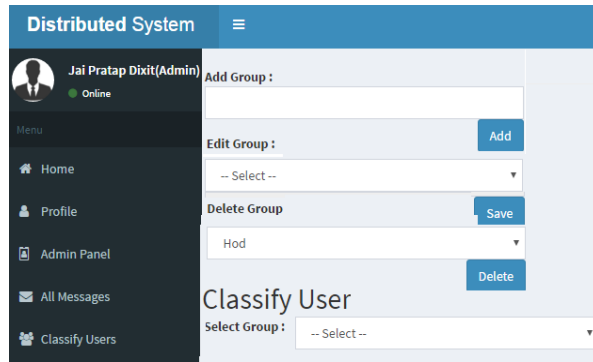 Distributed System
Jai Pratap Dixit(Admin)
Online
Menu
Home
Profile
Admin Panel
All Messages
Classify Users
Add Group :
Add
Edit Group :
-- Select --
Save
Delete Group
Hod
Delete
Classify User
Select Group :
-- Select --